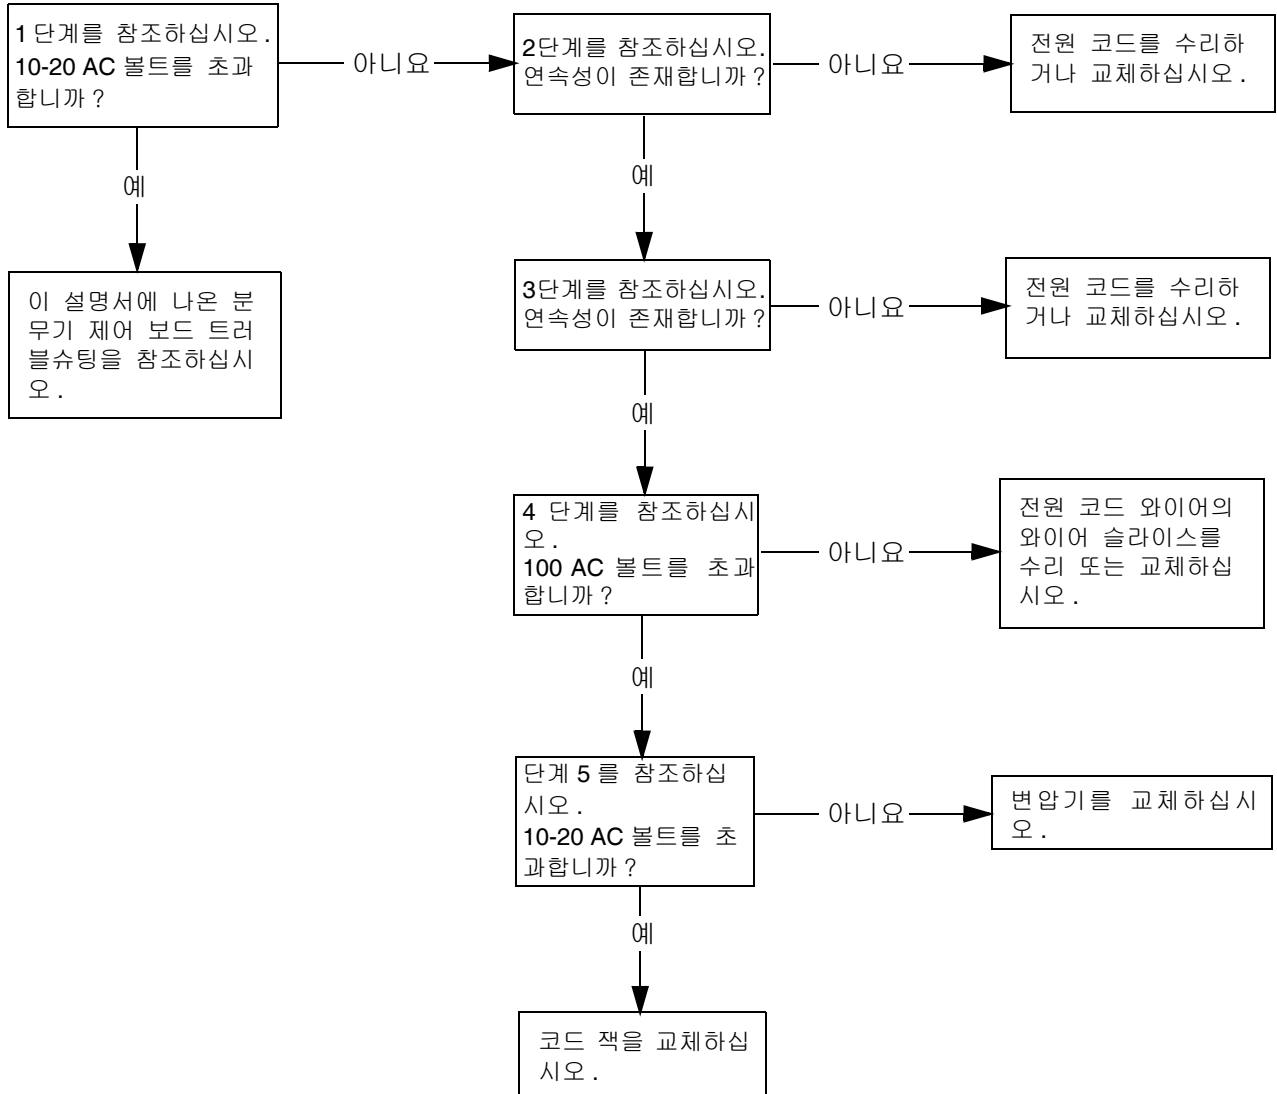 1 단계를 참조하십시오.
10-20 AC 볼트를 초과
합니까?
아니요
2단계를 참조하십시오.
연속성이 존재합니까?
아니요
전원 코드를 수리하
거나 교체하십시오.
예
예
이 설명서에 나온 분
무기 제어 보드 트러
블슈팅을 참조하십시
오.
3단계를 참조하십시오.
연속성이 존재합니까?
아니요
전원 코드를 수리하
거나 교체하십시오.
예
4 단계를 참조하십시
오.
100 AC 볼트를 초과
합니까?
아니요
전원 코드 와이어의
와이어 슬라이스를
수리 또는 교체하십
시오.
예
단계 5 를 참조하십
시오.
10-20 AC 볼트를 초
과합니까?
아니요
변압기를 교체하십시
오.
예
코드 잭을 교체하십
시오.